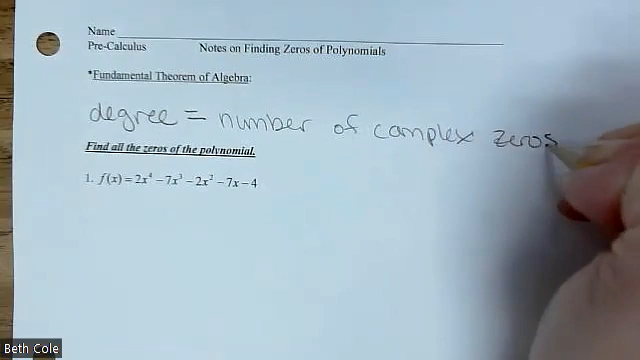 Name
Pre-Calculus Notes on Finding Zeros of Polynomials
*Fundamental Theorem of Algebra:
degree = number of complex zeros
Find all the zeros of the polynomial.
1. f(x) = 2x⁴ − 7x³ − 2x² − 7x − 4
Beth Cole